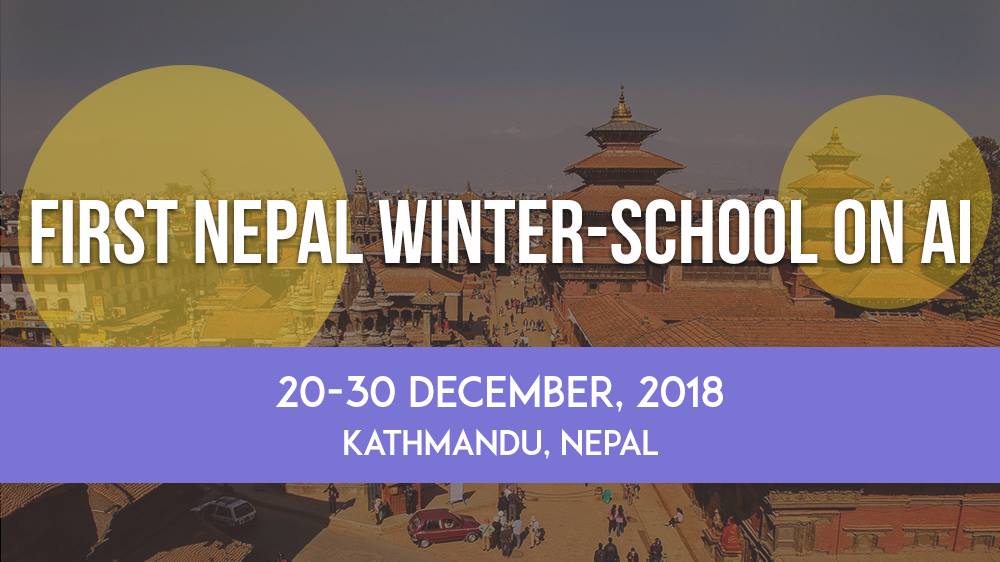 FIRST NEPAL WINTER-SCHOOL ON AI
20-30 DECEMBER, 2018
KATHMANDU, NEPAL